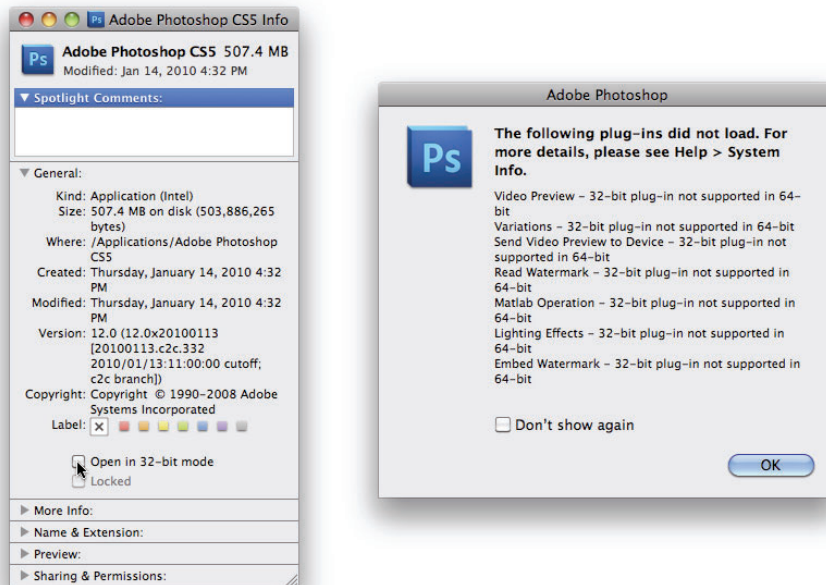 Adobe Photoshop CS5 Info
Ps
Adobe Photoshop CS5 507.4 MB
Modified: Jan 14, 2010 4:32 PM
Spotlight Comments:
General:
Kind: Application (Intel)
Size: 507.4 MB on disk (503,886,265
bytes)
Where: /Applications/Adobe Photoshop
CS5
Created: Thursday, January 14, 2010 4:32
PM
Modified: Thursday, January 14, 2010 4:32
PM
Version: 12.0 (12.0x20100113
[20100113.c2c.332
2010/01/13:11:00:00 cutoff;
c2c branch])
Copyright: Copyright © 1990-2008 Adobe
Systems Incorporated
Label:
Open in 32-bit mode
Locked
More Info:
Name & Extension:
Preview:
Sharing & Permissions:
Adobe Photoshop
Ps
The following plug-ins did not load. For
more details, please see Help > System
Info.
Video Preview - 32-bit plug-in not supported in 64-
bit
Variations - 32-bit plug-in not supported in 64-bit
Send Video Preview to Device - 32-bit plug-in not
supported in 64-bit
Read Watermark - 32-bit plug-in not supported in
64-bit
Matlab Operation - 32-bit plug-in not supported in
64-bit
Lighting Effects - 32-bit plug-in not supported in
64-bit
Embed Watermark - 32-bit plug-in not supported in
64-bit
Don't show again
OK